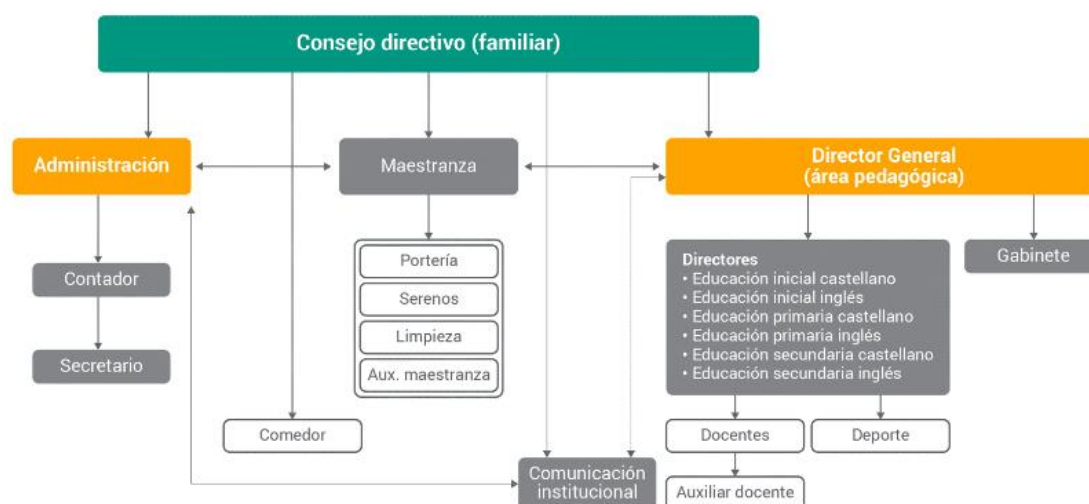 Consejo directivo (familiar)
Administración
Maestranza
Director General
(área pedagógica)
Contador
Secretario
Portería
Serenos
Limpieza
Aux. maestranza
Directores
• Educación inicial castellano
• Educación inicial inglés
• Educación primaria castellano
• Educación primaria inglés
• Educación secundaria castellano
• Educación secundaria inglés
Gabinete
Comedor
Docentes
Deporte
Comunicación
institucional
Auxiliar docente